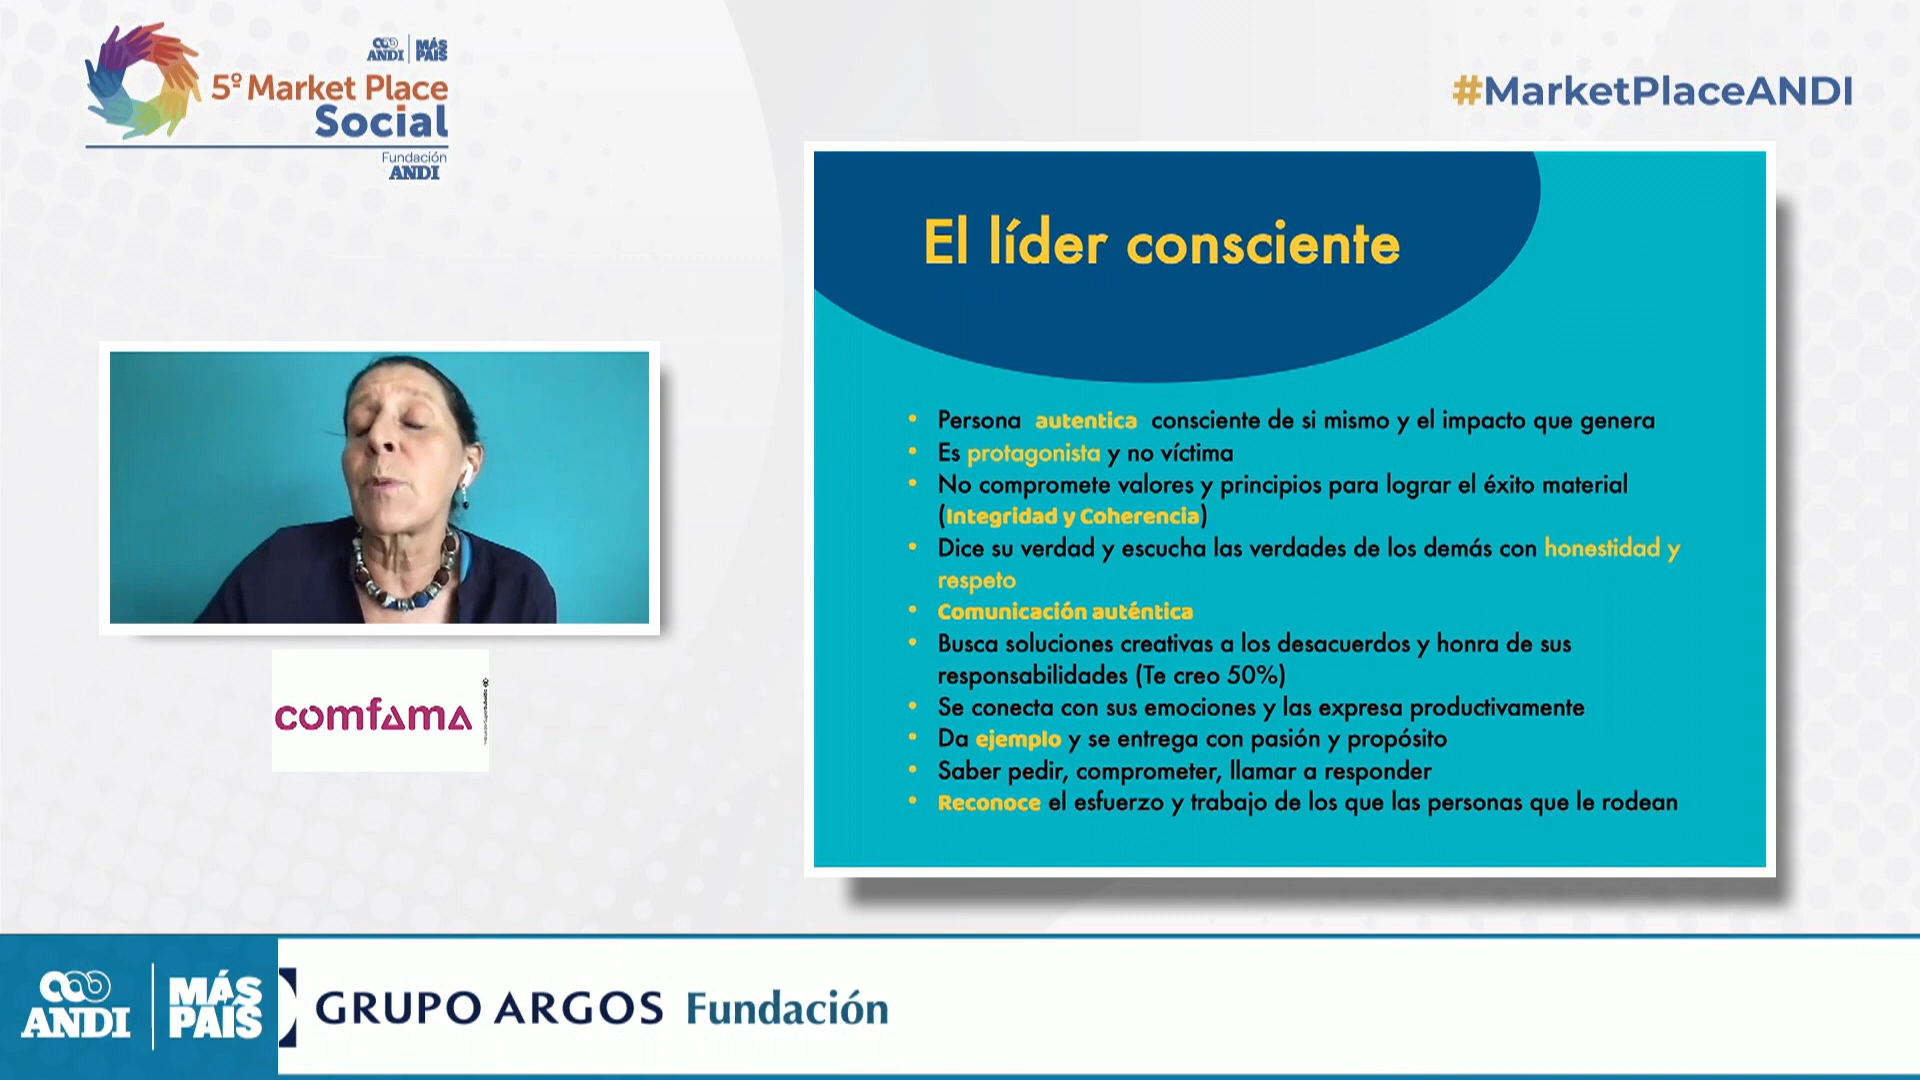 ANDI MÁS PAÍS
5º Market Place
Social
Fundación
ANDI
#MarketPlaceANDI
El líder consciente
• Persona autentica consciente de si mismo y el impacto que genera
• Es protagonista y no víctima
• No compromete valores y principios para lograr el éxito material
(Integridad y Coherencia)
• Dice su verdad y escucha las verdades de los demás con honestidad y
respeto
• Comunicación auténtica
• Busca soluciones creativas a los desacuerdos y honra de sus
responsabilidades (Te creo 50%)
• Se conecta con sus emociones y las expresa productivamente
• Da ejemplo y se entrega con pasión y propósito
• Saber pedir, comprometer, llamar a responder
• Reconoce el esfuerzo y trabajo de los que las personas que le rodean
comfama
ANDI MÁS PAÍS
GRUPO ARGOS Fundación